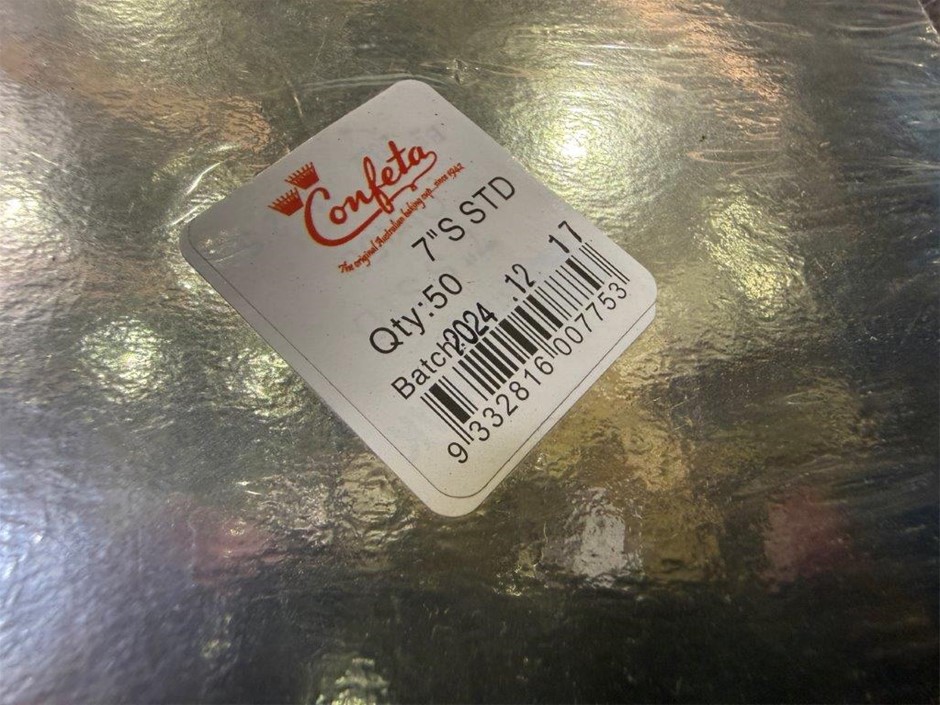 Confeta
The original Australian baking cup...since 1942
7"S STD
Qty:50
Batch2024 .12 17
9 332816 007753